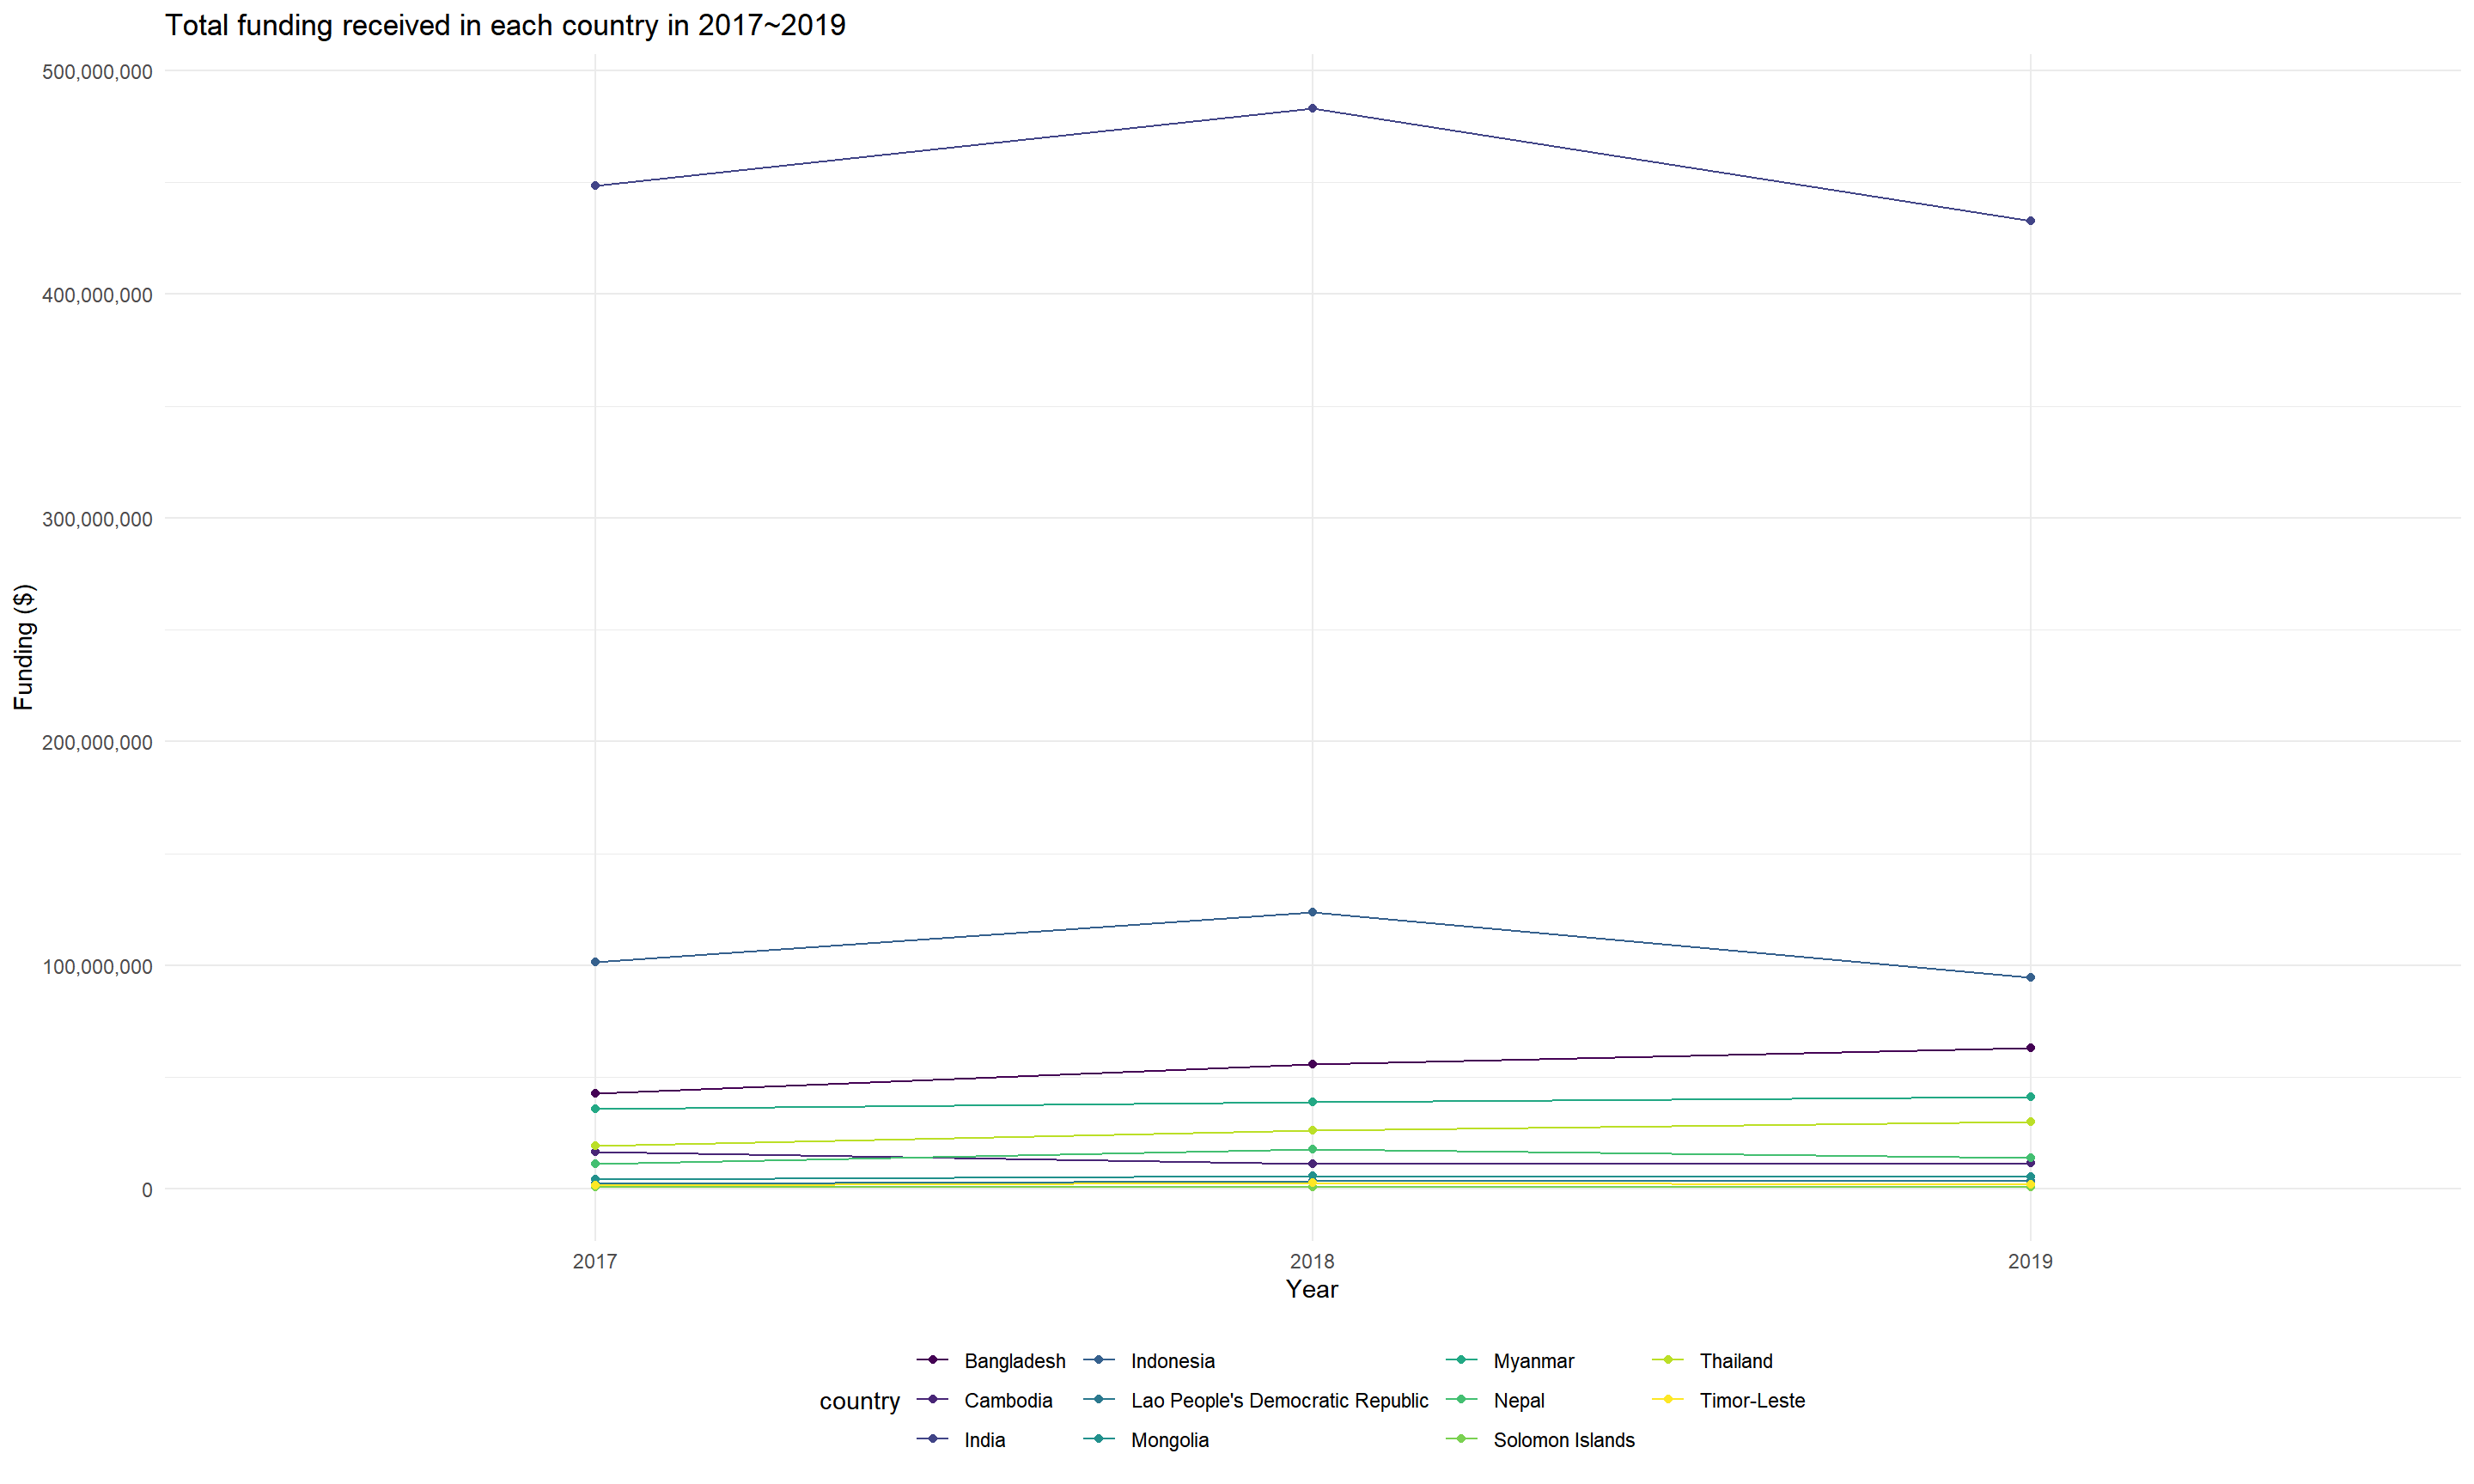 Total funding received in each country in 2017~2019
500,000,000
400,000,000
300,000,000
200,000,000
100,000,000
0
Funding ($)
2017 2018 2019
Year
country
Bangladesh Indonesia Myanmar Thailand
Cambodia Lao People's Democratic Republic Nepal Timor-Leste
India Mongolia Solomon Islands